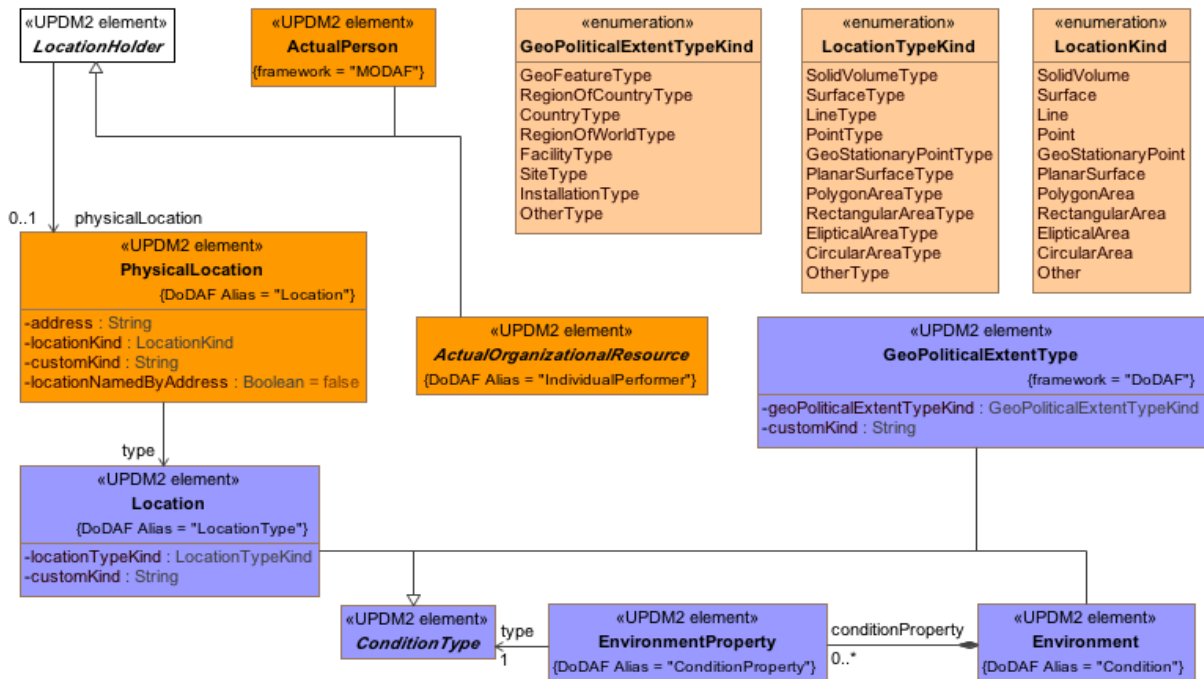 «UPDM2 element»
LocationHolder
«UPDM2 element»
ActualPerson
{framework = "MODAF"}
«enumeration»
GeoPoliticalExtentTypeKind
GeoFeatureType
RegionOfCountryType
CountryType
RegionOfWorldType
FacilityType
SiteType
InstallationType
OtherType
«enumeration»
LocationTypeKind
SolidVolumeType
SurfaceType
LineType
PointType
GeoStationaryPointType
PlanarSurfaceType
PolygonAreaType
RectangularAreaType
ElipticalAreaType
CircularAreaType
OtherType
«enumeration»
LocationKind
SolidVolume
Surface
Line
Point
GeoStationaryPoint
PlanarSurface
PolygonArea
RectangularArea
ElipticalArea
CircularArea
Other
0..1 physicalLocation
«UPDM2 element»
PhysicalLocation
{DoDAF Alias = "Location"}
-address : String
-locationKind : LocationKind
-customKind : String
-locationNamedByAddress : Boolean = false
«UPDM2 element»
ActualOrganizationalResource
{DoDAF Alias = "IndividualPerformer"}
«UPDM2 element»
GeoPoliticalExtentType
{framework = "DoDAF"}
-geoPoliticalExtentTypeKind : GeoPoliticalExtentTypeKind
-customKind : String
type
«UPDM2 element»
Location
{DoDAF Alias = "LocationType"}
-locationTypeKind : LocationTypeKind
-customKind : String
«UPDM2 element»
ConditionType
type
1
«UPDM2 element»
EnvironmentProperty
{DoDAF Alias = "ConditionProperty"}
conditionProperty
0..*
«UPDM2 element»
Environment
{DoDAF Alias = "Condition"}